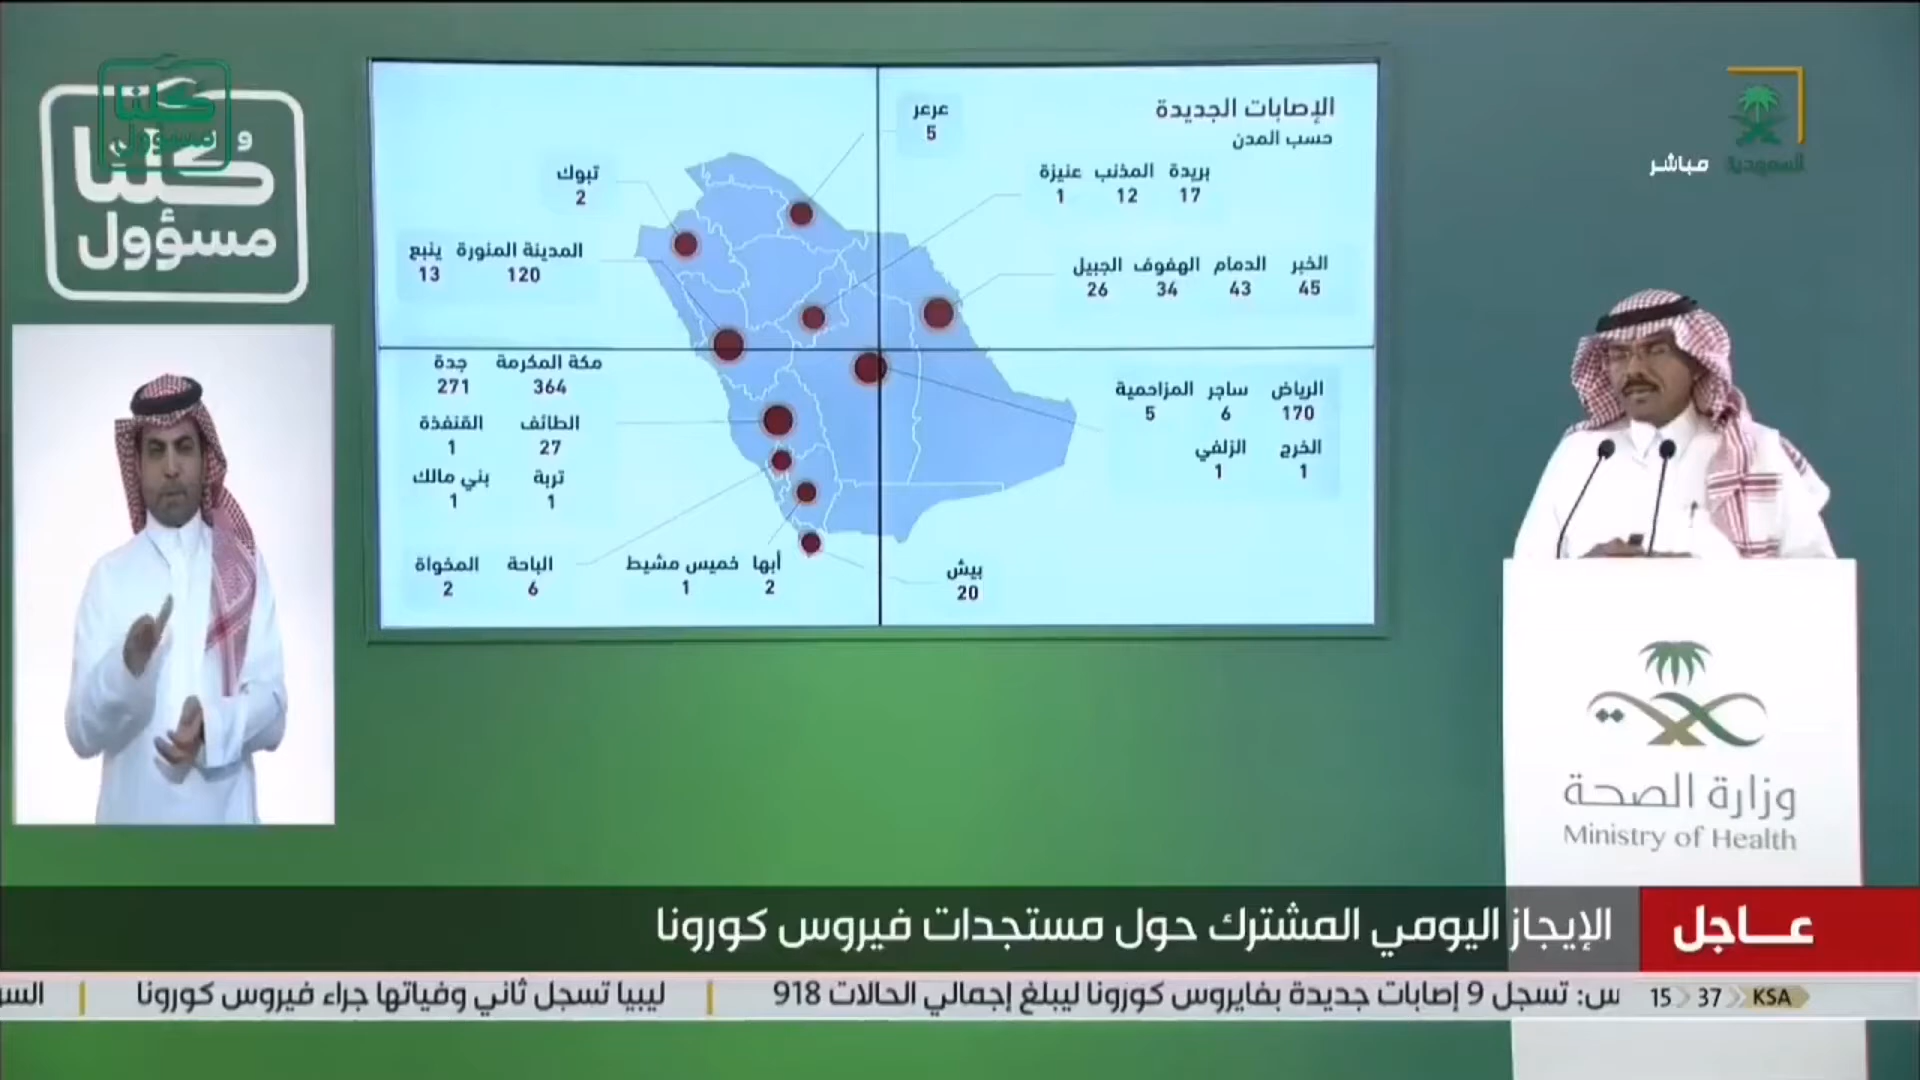 كلنا
مسؤول
كلنا
مسؤول
السعودية
مباشر
الإصابات الجديدة
حسب المدن
عرعر
5
تبوك
2
بريدة المذنب عنيزة
17 12 1
المدينة المنورة ينبع
120 13
الخبر الدمام الهفوف الجبيل
45 43 34 26
مكة المكرمة جدة
364 271
الطائف القنفذة
27 1
تربة بني مالك
1 1
الرياض ساجر المزاحمية
170 6 5
الخرج الزلفي
1 1
الباحة المخواة
6 2
أبها خميس مشيط
2 1
بيش
20
وزارة الصحة
Ministry of Health
عـــاجل
الإيجاز اليومي المشترك حول مستجدات فيروس كورونا
KSA 15 37
س: تسجل 9 إصابات جديدة بفايروس كورونا ليبلغ إجمالي الحالات 918 | ليبيا تسجل ثاني وفياتها جراء فيروس كورونا |